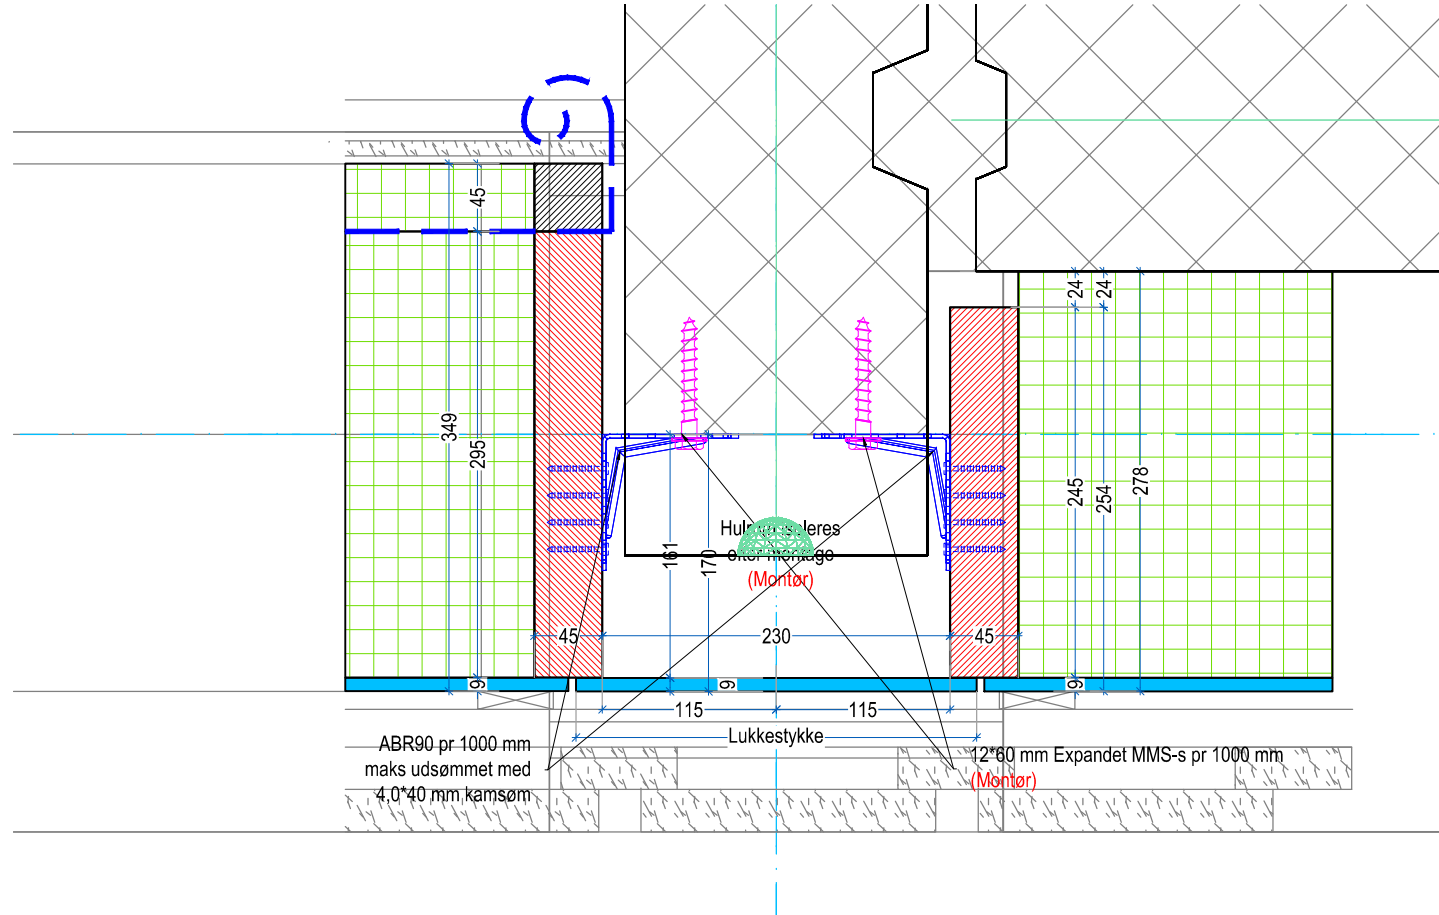 45
24
24
349
295
245
254
278
efter montage
(Montør)
161
170
45
230
45
9
9
9
115
115
Lukkestykke
ABR90 pr 1000 mm
maks udsømmet med
4,0*40 mm kamsøm
12*60 mm Expandet MMS-s pr 1000 mm
(Montør)